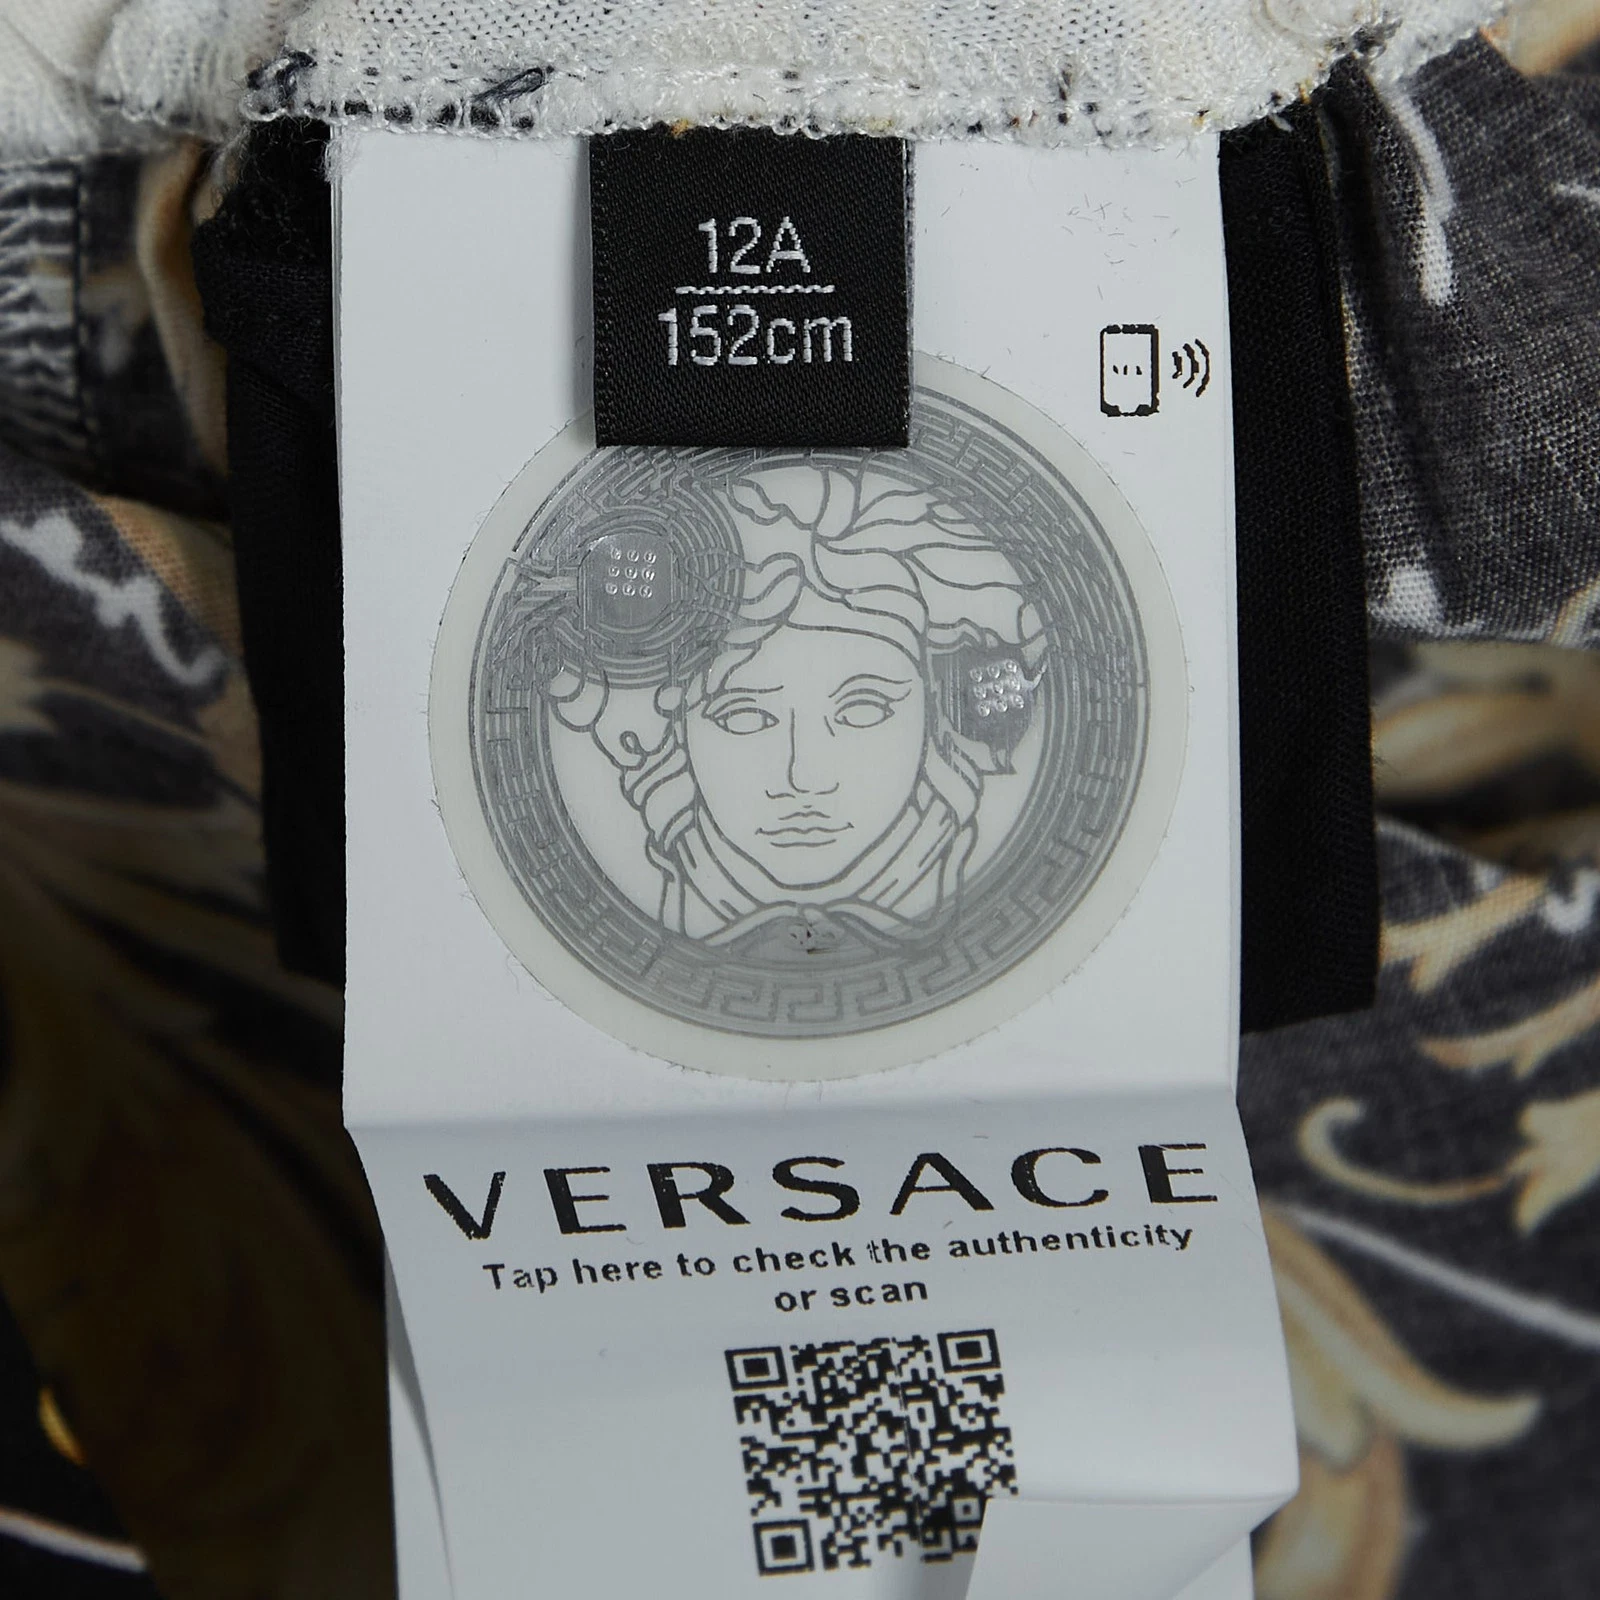 12A
152cm
VERSACE
Tap here to check the authenticity
or scan